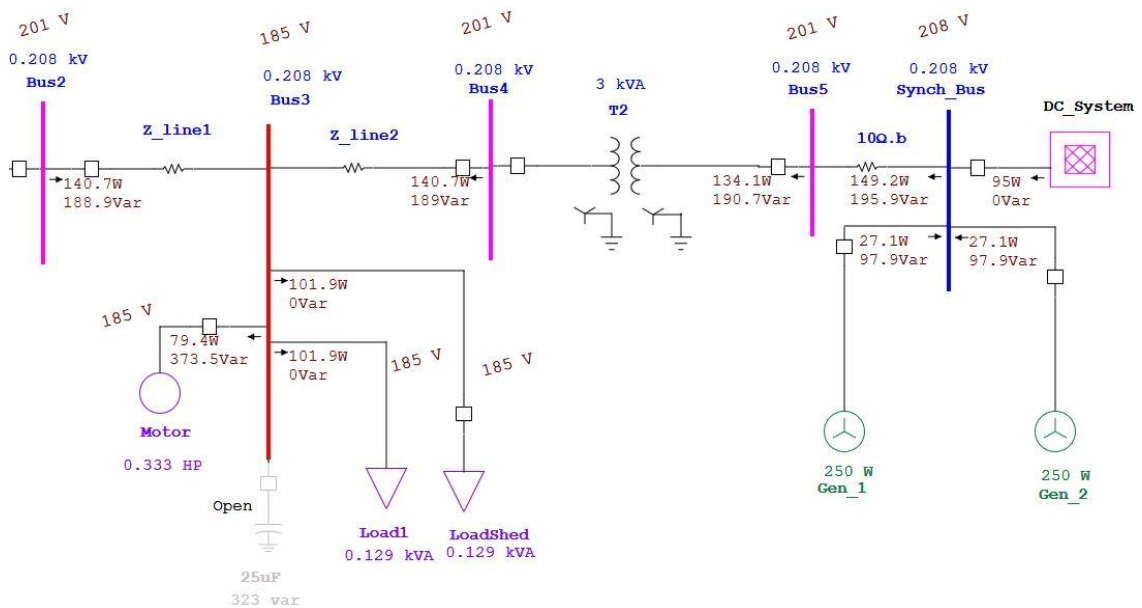 201 V
0.208 kV
Bus2
185 V
0.208 kV
Bus3
201 V
0.208 kV
Bus4
3 kVA
T2
201 V
0.208 kV
Bus5
208 V
0.208 kV
Synch_Bus
DC_System
Z_line1
Z_line2
10Ω.b
140.7W
188.9Var
140.7W
189Var
134.1W
190.7Var
149.2W
195.9Var
95W
0Var
27.1W
97.9Var
27.1W
97.9Var
101.9W
0Var
185 V
79.4W
373.5Var
101.9W
0Var
185 V
185 V
Motor
0.333 HP
Open
25uF
323 var
Load1
0.129 kVA
LoadShed
0.129 kVA
250 W
Gen_1
250 W
Gen_2